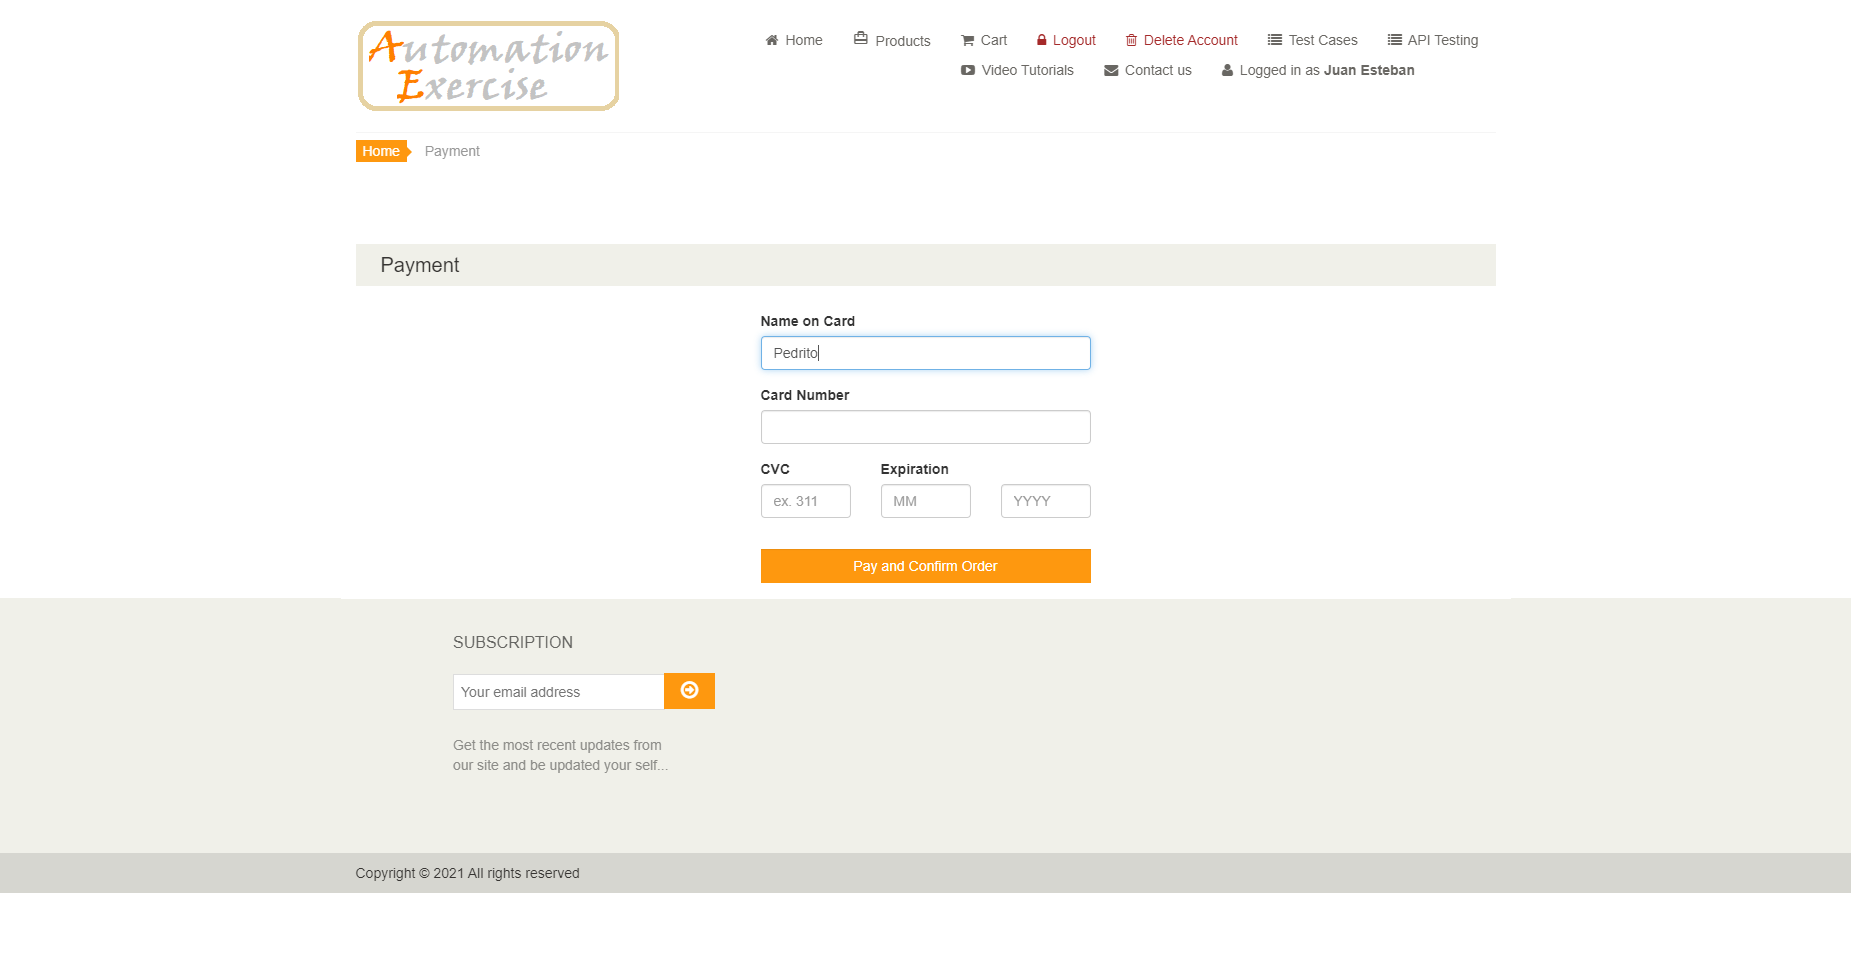 Automation
Exercise
Home Products Cart Logout Delete Account Test Cases API Testing
Video Tutorials Contact us Logged in as Juan Esteban
Home Payment
Payment
Name on Card
Pedrito
Card Number
CVC Expiration
ex. 311 MM YYYY
Pay and Confirm Order
SUBSCRIPTION
Your email address
Get the most recent updates from
our site and be updated your self...
Copyright © 2021 All rights reserved